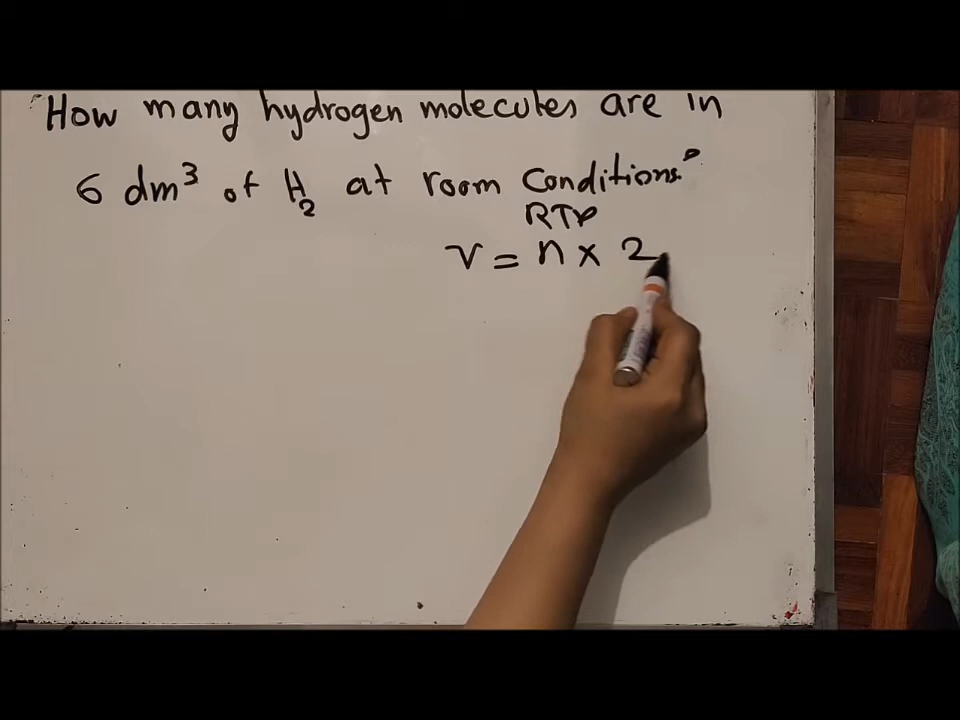 How many hydrogen molecules are in
6 dm³ of H₂ at room Conditions.
RTP
V = n x 2